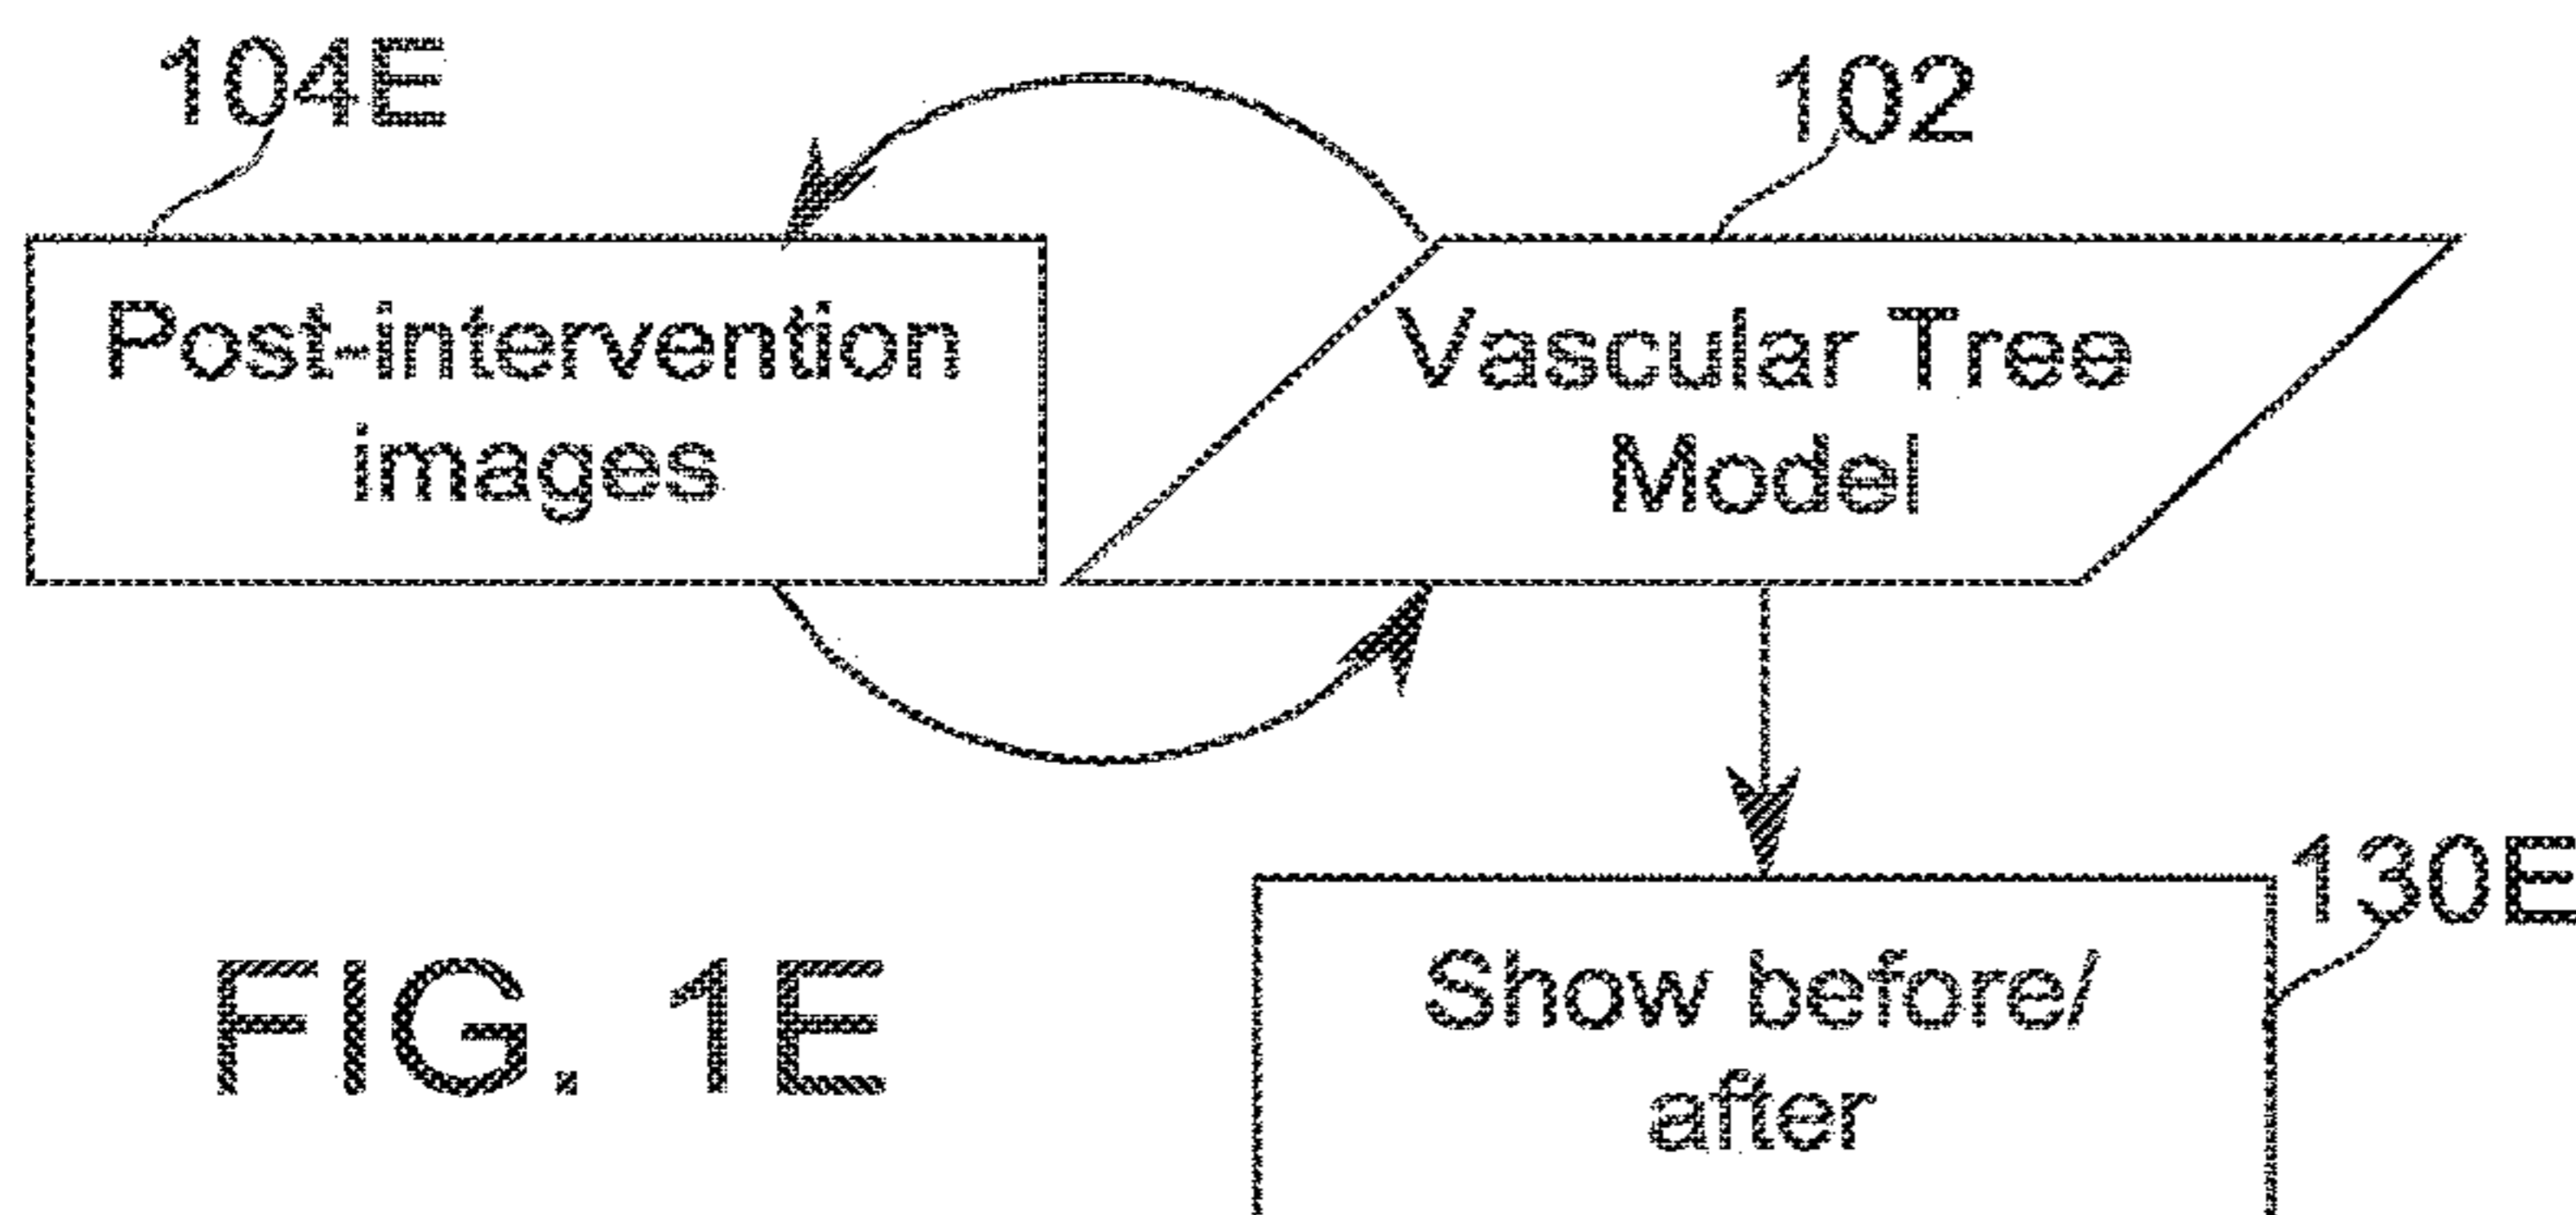 104E
102
Post-intervention
images
Vascular Tree
Model
130E
Show before/
after
FIG. 1E